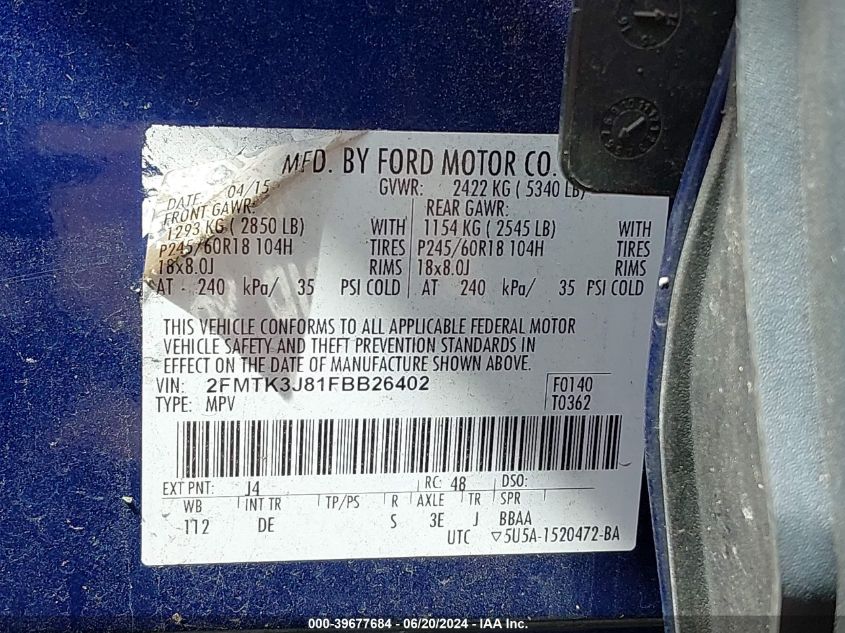 MFD. BY FORD MOTOR CO.
DATE: 04/15 GVWR: 2422 KG ( 5340 LB)
FRONT GAWR: REAR GAWR:
1293 KG ( 2850 LB) WITH 1154 KG ( 2545 LB) WITH
P245/60R18 104H TIRES P245/60R18 104H TIRES
18x8.0J RIMS 18x8.0J RIMS
AT 240 kPa/ 35 PSI COLD AT 240 kPa/ 35 PSI COLD
THIS VEHICLE CONFORMS TO ALL APPLICABLE FEDERAL MOTOR
VEHICLE SAFETY AND THEFT PREVENTION STANDARDS IN
EFFECT ON THE DATE OF MANUFACTURE SHOWN ABOVE.
VIN: 2FMTK3J81FBB26402 F0140
TYPE: MPV T0362
EXT PNT: J4 RC: 48 DSO:
WB INT TR TP/PS R AXLE TR SPR
112 DE S 3E J BBAA
UTC ▽5U5A-1520472-BA
000-39677684 - 06/20/2024 - IAA Inc.